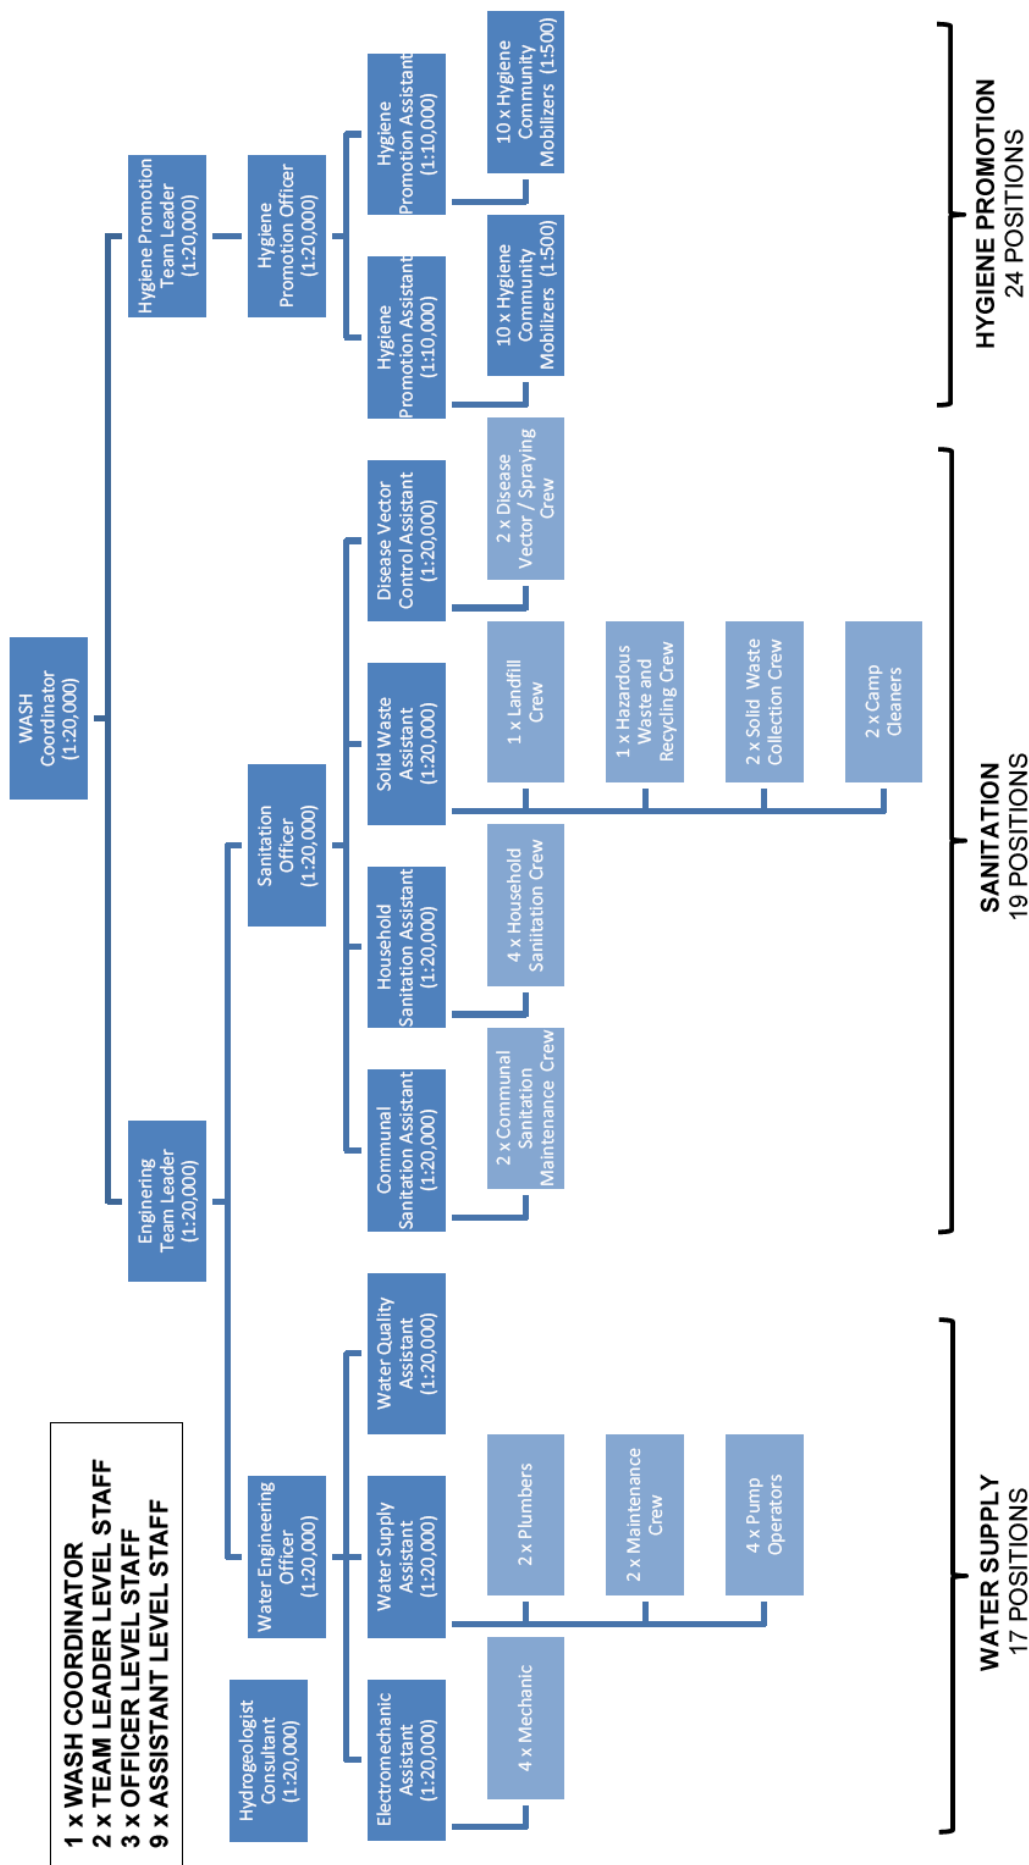 1 x WASH COORDINATOR
2 x TEAM LEADER LEVEL STAFF
3 x OFFICER LEVEL STAFF
9 x ASSISTANT LEVEL STAFF
WASH
Coordinator
(1:20,000)
Enginering
Team Leader
(1:20,000)
Hygiene Promotion
Team Leader
(1:20,000)
Hydrogeologist
Consultant
(1:20,000)
Water Engineering
Officer
(1:20,000)
Sanitation
Officer
(1:20,000)
Hygiene
Promotion Officer
(1:20,000)
Electromechanic
Assistant
(1:20,000)
Water Supply
Assistant
(1:20,000)
Water Quality
Assistant
(1:20,000)
Communal
Sanitation Assistant
(1:20,000)
Household
Sanitation Assistant
(1:20,000)
Solid Waste
Assistant
(1:20,000)
Disease Vector
Control Assistant
(1:20,000)
Hygiene
Promotion Assistant
(1:10,000)
Hygiene
Promotion Assistant
(1:10,000)
4 x Mechanic
2 x Plumbers
2 x Communal
Sanitation
Maintenance Crew
4 x Household
Saniitation Crew
1 x Landfill
Crew
2 x Disease
Vector / Spraying
Crew
10 x Hygiene
Community
Mobilizers (1:500)
10 x Hygiene
Community
Mobilizers (1:500)
2 x Maintenance
Crew
1 x Hazardous
Waste and
Recycling Crew
4 x Pump
Operators
2 x Solid Waste
Collection Crew
2 x Camp
Cleaners
WATER SUPPLY
17 POSITIONS
SANITATION
19 POSITIONS
HYGIENE PROMOTION
24 POSITIONS